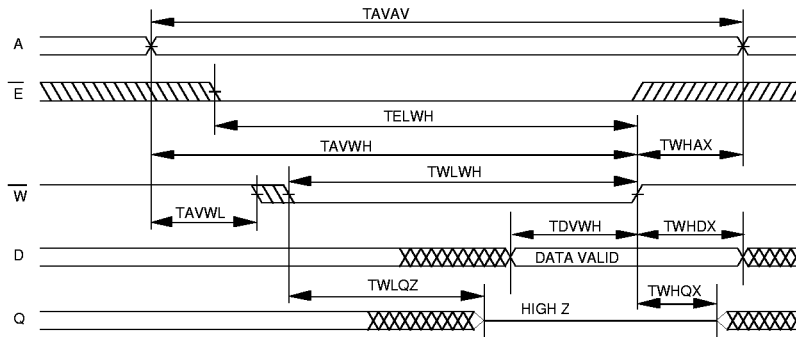 TAVAV
A
E
TELWH
TAVWH TWHAX
TWLWH
W
TAVWL
TDVWH TWHDX
D DATA VALID
TWLQZ TWHQX
HIGH Z
Q